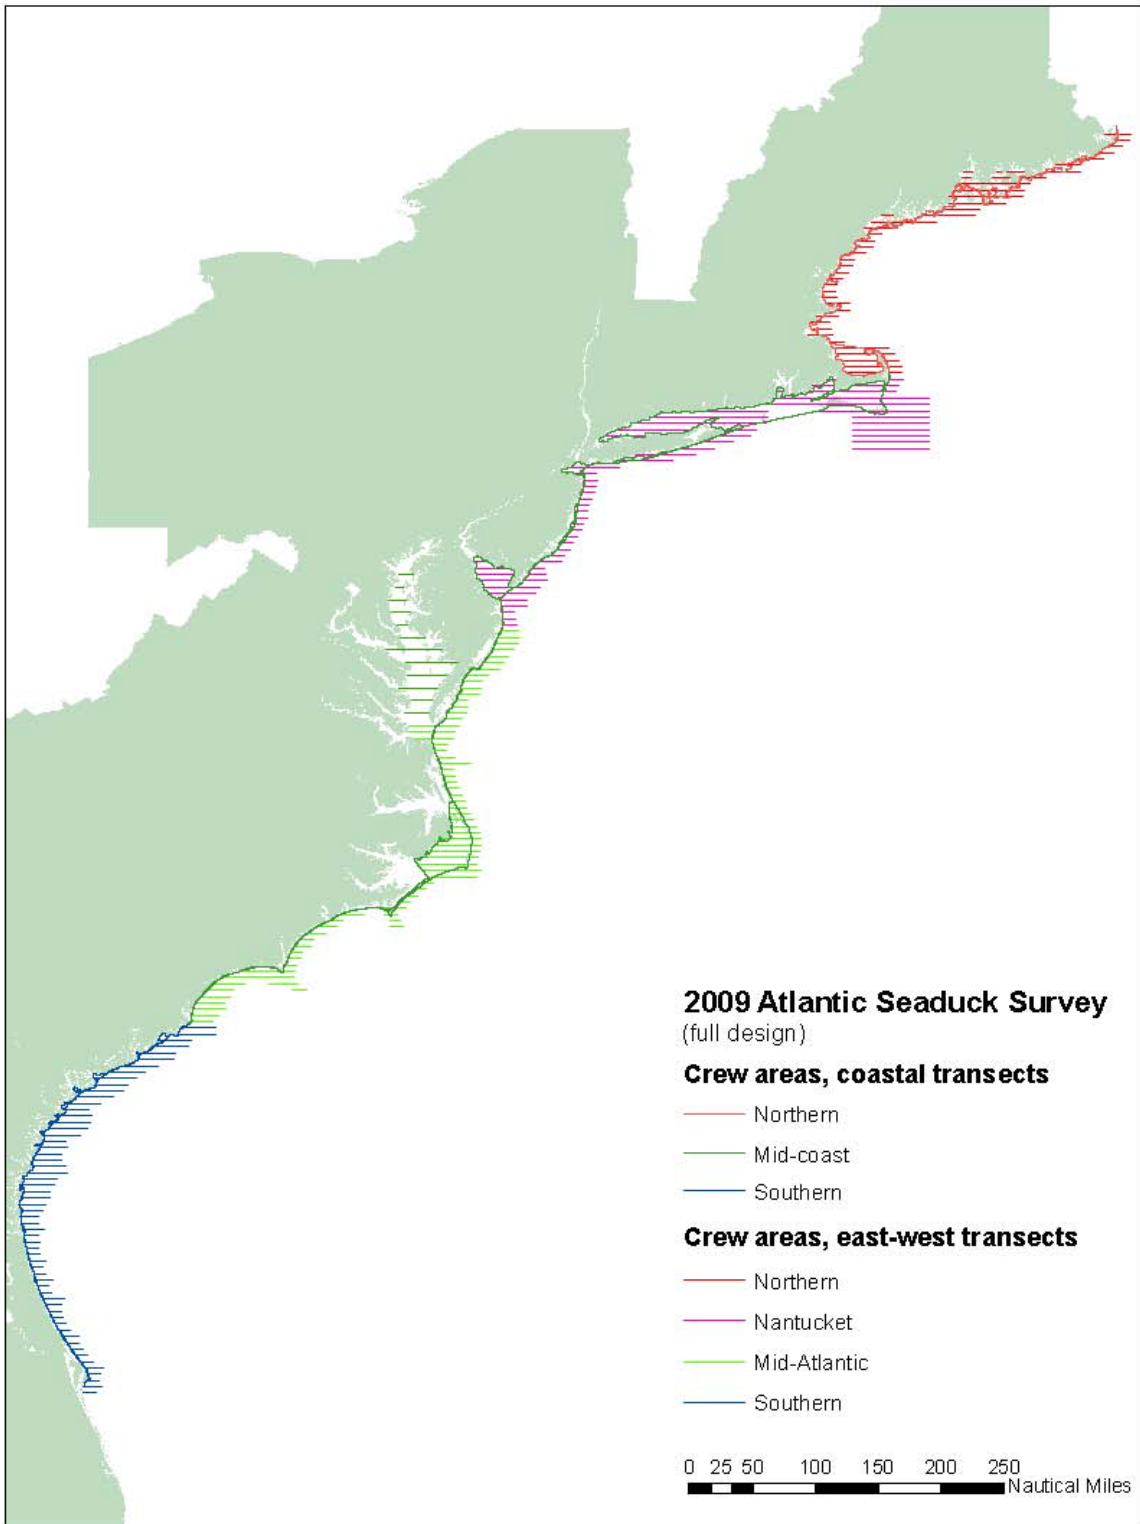 2009 Atlantic Seaduck Survey
(full design)
Crew areas, coastal transects
Northern
Mid-coast
Southern
Crew areas, east-west transects
Northern
Nantucket
Mid-Atlantic
Southern
0 25 50 100 150 200 250
Nautical Miles